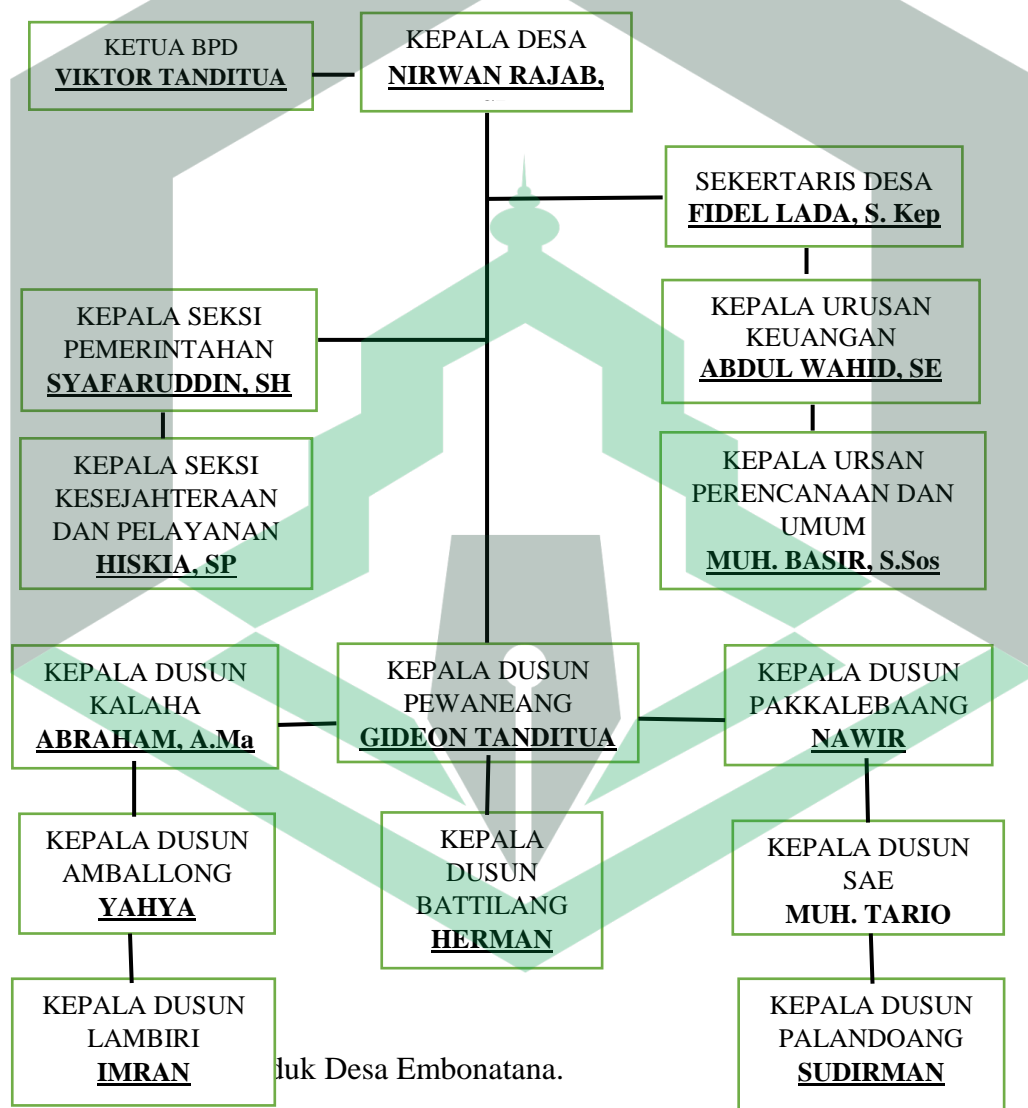 KETUA BPD
VIKTOR TANDITUA
KEPALA DESA
NIRWAN RAJAB,
SEKERTARIS DESA
FIDEL LADA, S. Kep
KEPALA SEKSI
PEMERINTAHAN
SYAFARUDDIN, SH
KEPALA URUSAN
KEUANGAN
ABDUL WAHID, SE
KEPALA SEKSI
KESEJAHTERAAN
DAN PELAYANAN
HISKIA, SP
KEPALA URSAN
PERENCANAAN DAN
UMUM
MUH. BASIR, S.Sos
KEPALA DUSUN
KALAHA
ABRAHAM, A.Ma
KEPALA DUSUN
PEWANEANG
GIDEON TANDITUA
KEPALA DUSUN
PAKKALEBAANG
NAWIR
KEPALA DUSUN
AMBALLONG
YAHYA
KEPALA
DUSUN
BATTILANG
HERMAN
KEPALA DUSUN
SAE
MUH. TARIO
KEPALA DUSUN
LAMBIRI
IMRAN
KEPALA DUSUN
PALANDOANG
SUDIRMAN
duk Desa Embonatana.